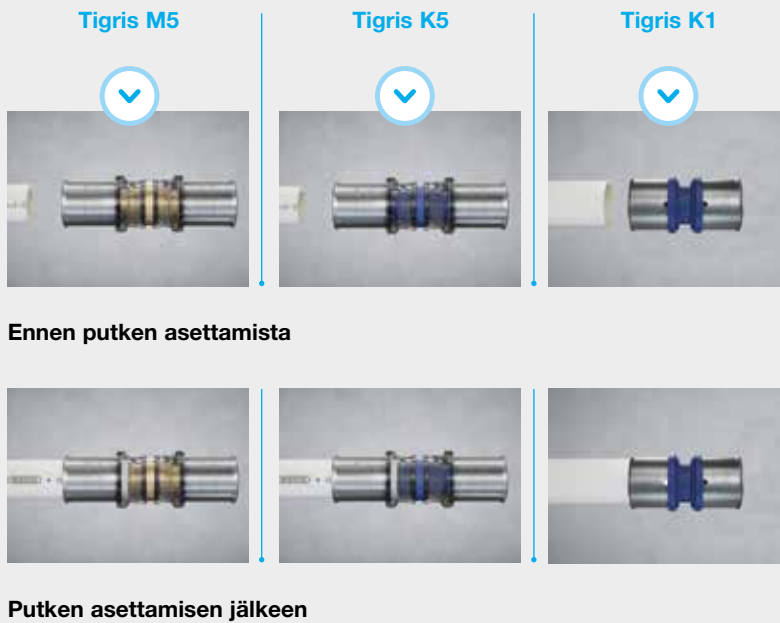 Tigris M5
Tigris K5
Tigris K1
Ennen putken asettamista
Putken asettamisen jälkeen